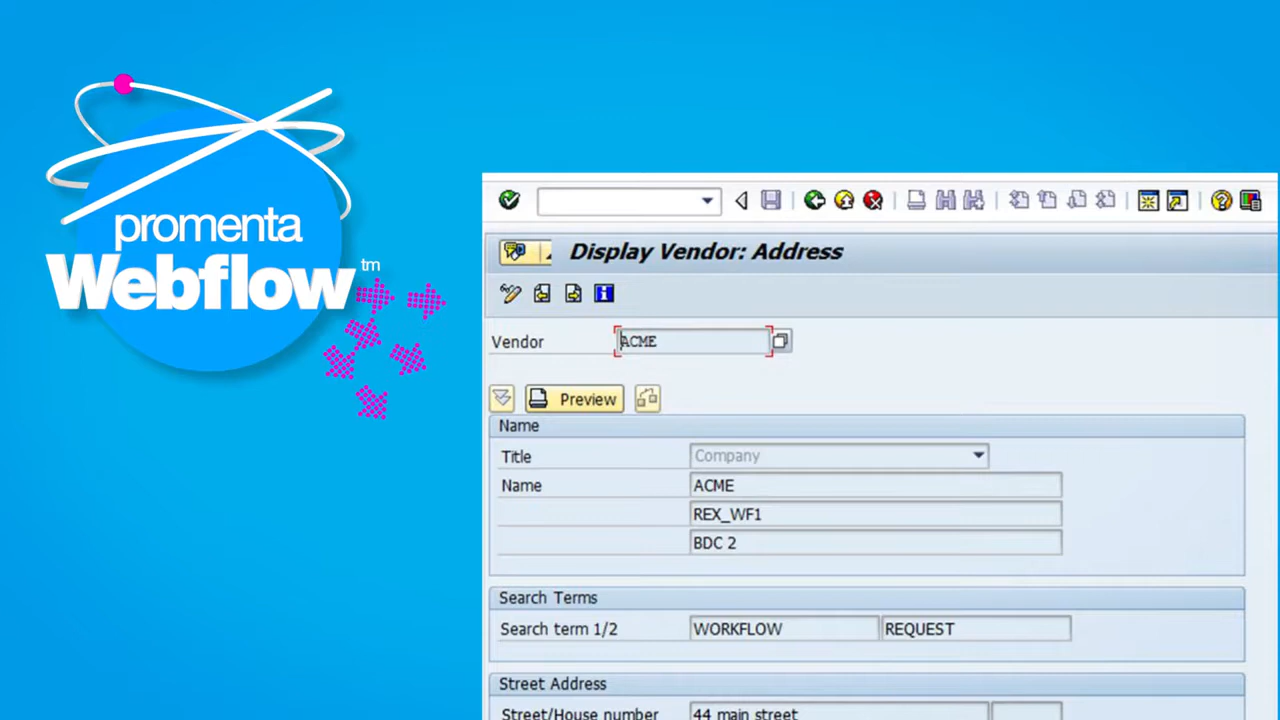 promenta
Webflow tm
Display Vendor: Address
Vendor ACME
Preview
Name
Title Company
Name ACME
REX_WF1
BDC 2
Search Terms
Search term 1/2 WORKFLOW REQUEST
Street Address
Street/House number 44 main street